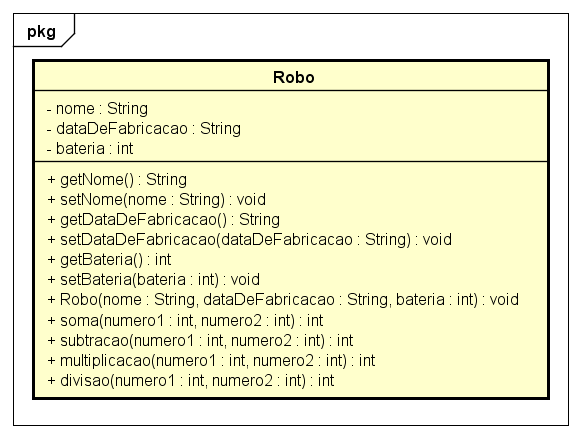 pkg
Robo
- nome : String
- dataDeFabricacao : String
- bateria : int
+ getNome() : String
+ setNome(nome : String) : void
+ getDataDeFabricacao() : String
+ setDataDeFabricacao(dataDeFabricacao : String) : void
+ getBateria() : int
+ setBateria(bateria : int) : void
+ Robo(nome : String, dataDeFabricacao : String, bateria : int) : void
+ soma(numero1 : int, numero2 : int) : int
+ subtracao(numero1 : int, numero2 : int) : int
+ multiplicacao(numero1 : int, numero2 : int) : int
+ divisao(numero1 : int, numero2 : int) : int